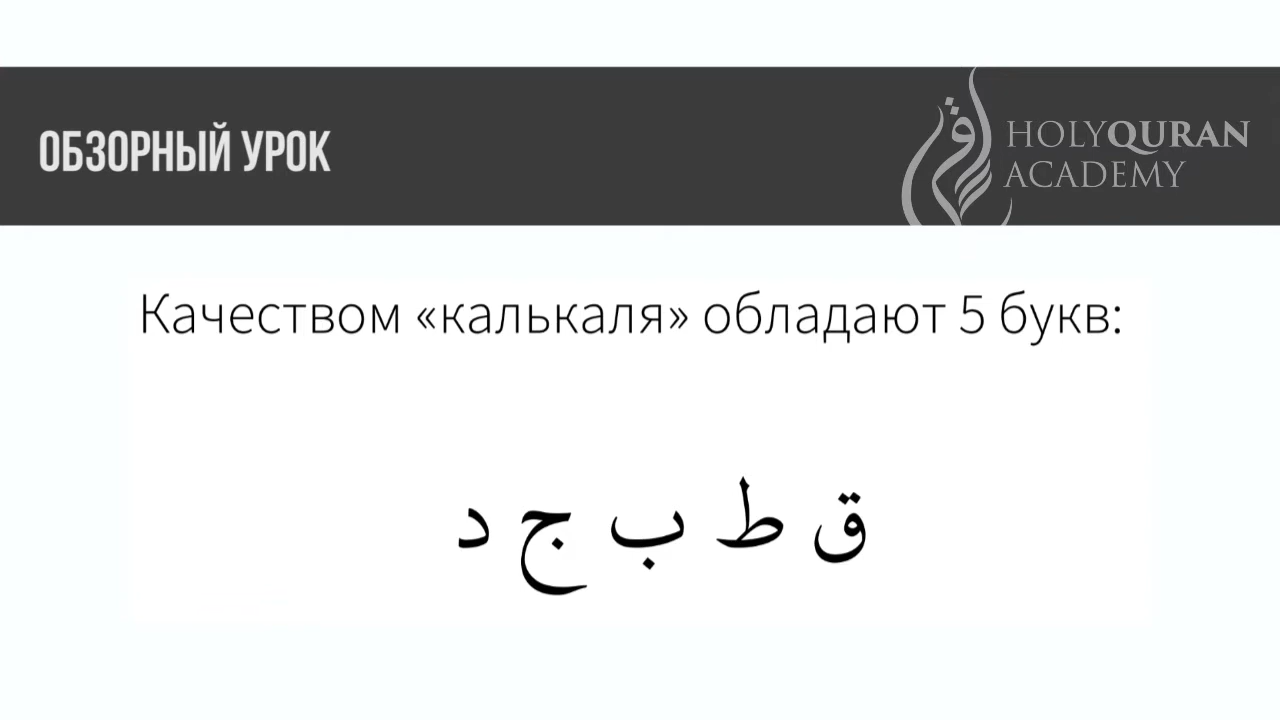 ОБЗОРНЫЙ УРОК
HOLYQURAN
ACADEMY
Качеством «калькаля» обладают 5 букв:
ق ط ب ج د